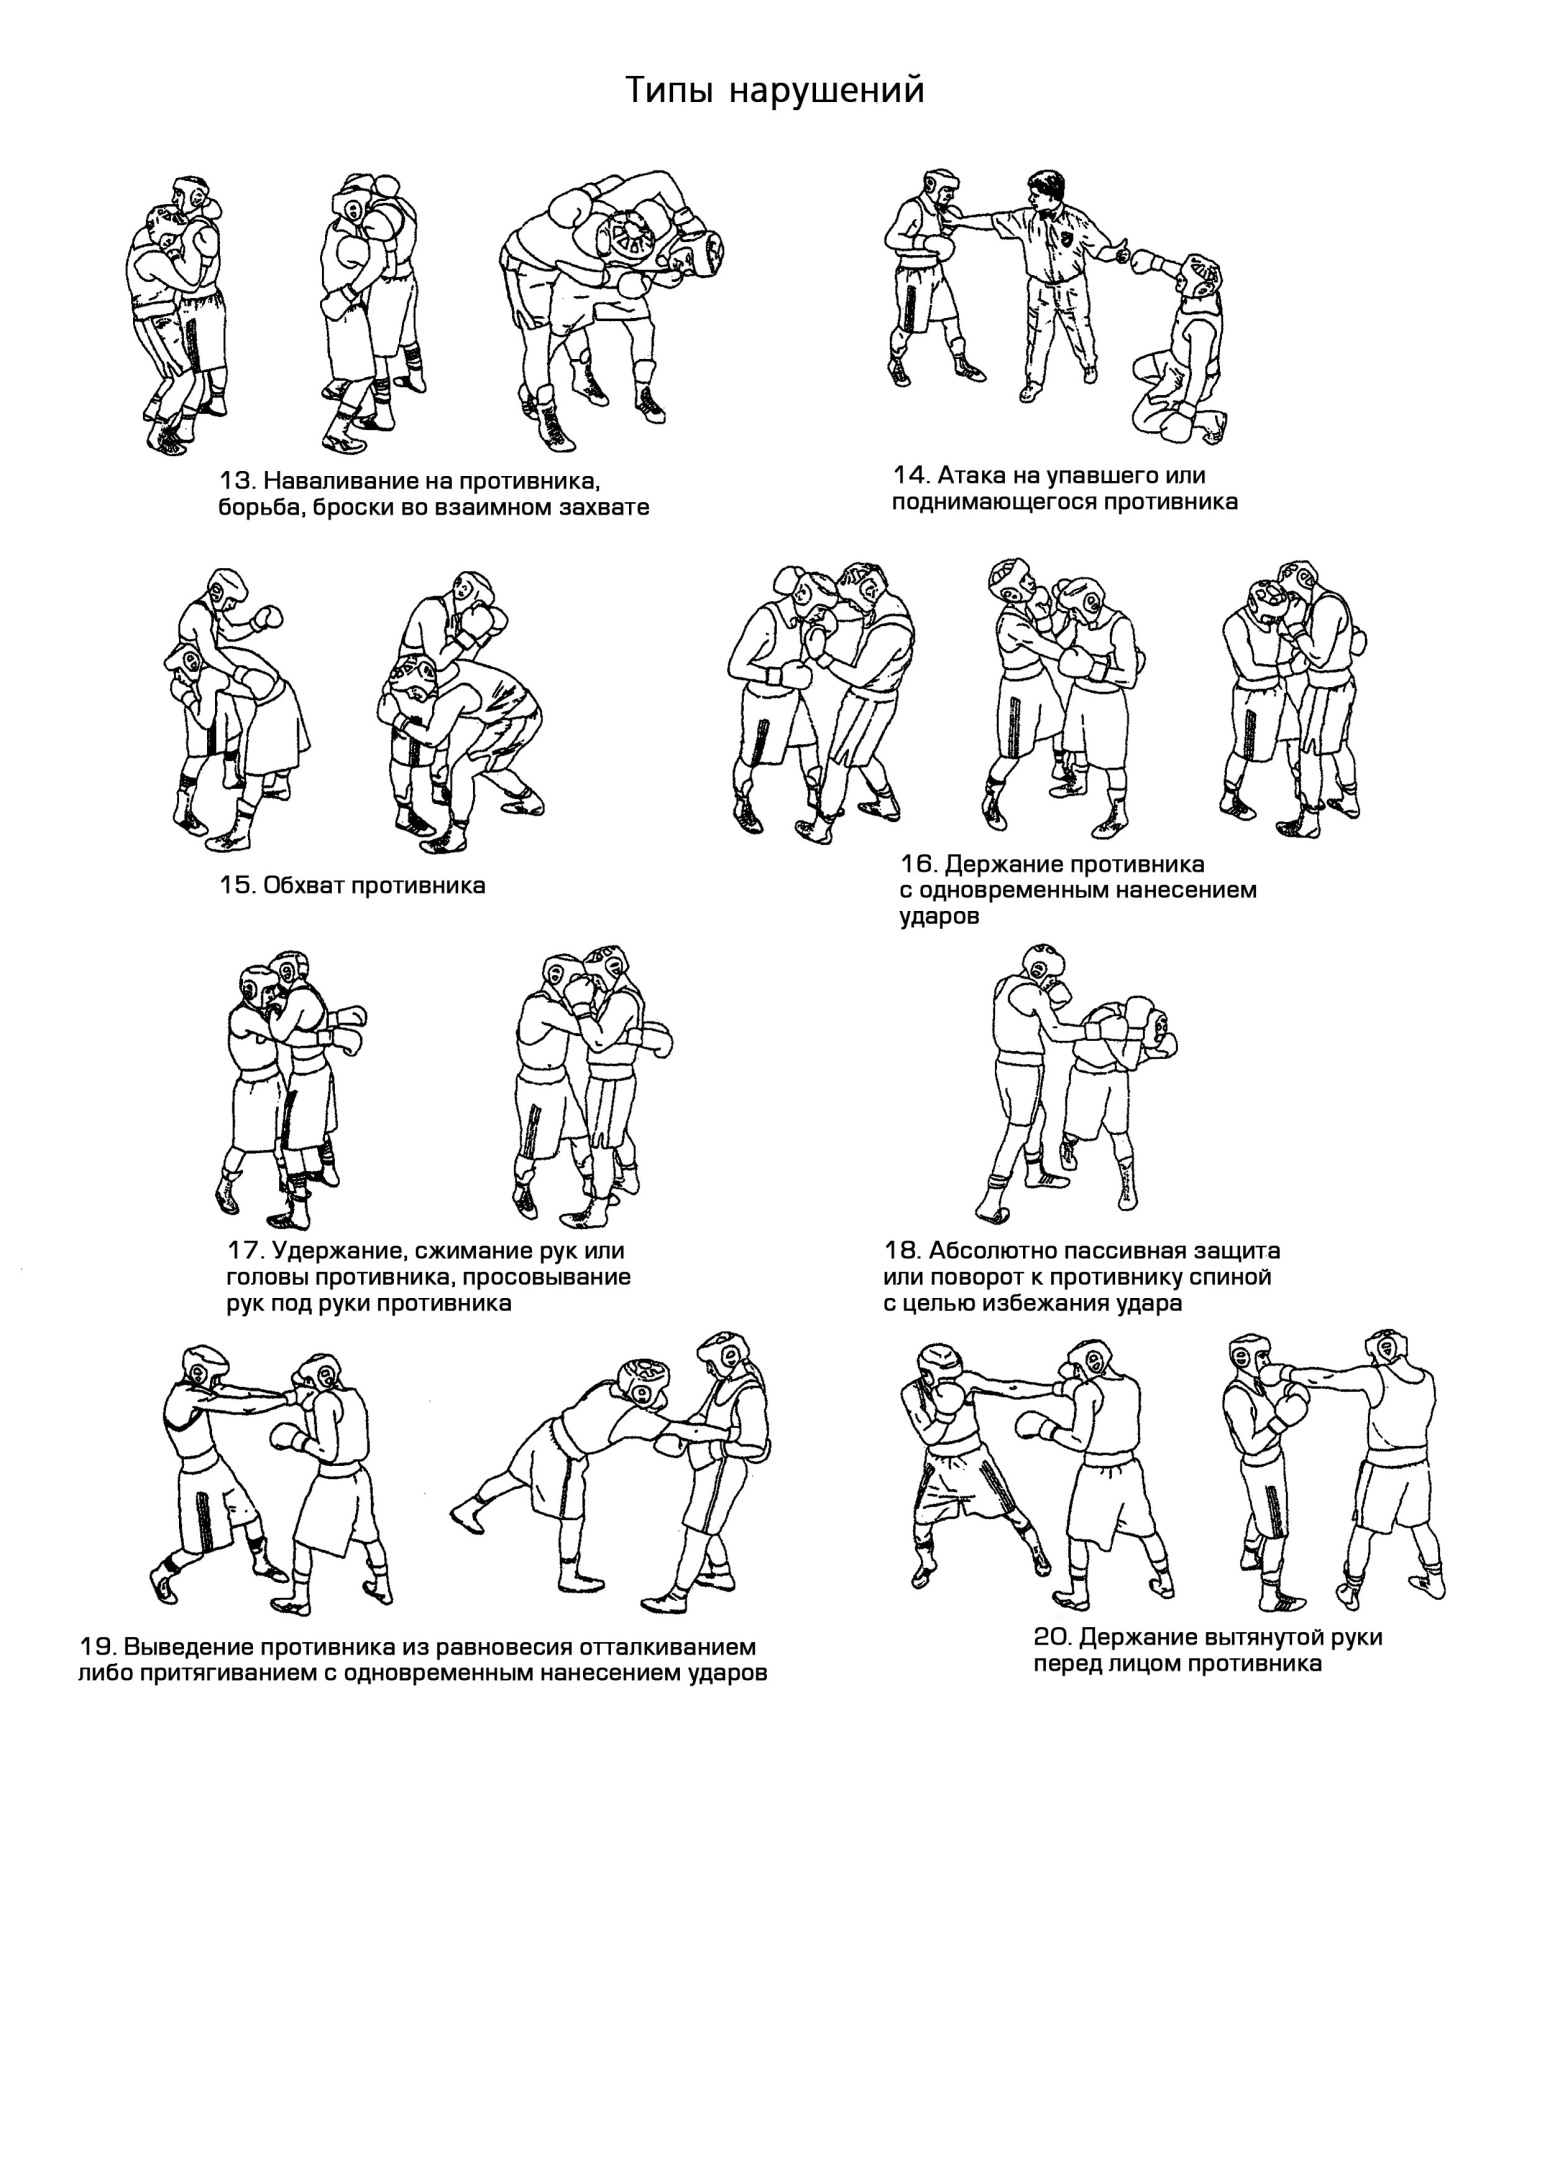 Типы нарушений
13. Наваливание на противника,
борьба, броски во взаимном захвате
14. Атака на упавшего или
поднимающегося противника
15. Обхват противника
16. Держание противника
с одновременным нанесением
ударов
17. Удержание, сжимание рук или
головы противника, просовывание
рук под руки противника
18. Абсолютно пассивная защита
или поворот к противнику спиной
с целью избежания удара
19. Выведение противника из равновесия отталкиванием
либо притягиванием с одновременным нанесением ударов
20. Держание вытянутой руки
перед лицом противника